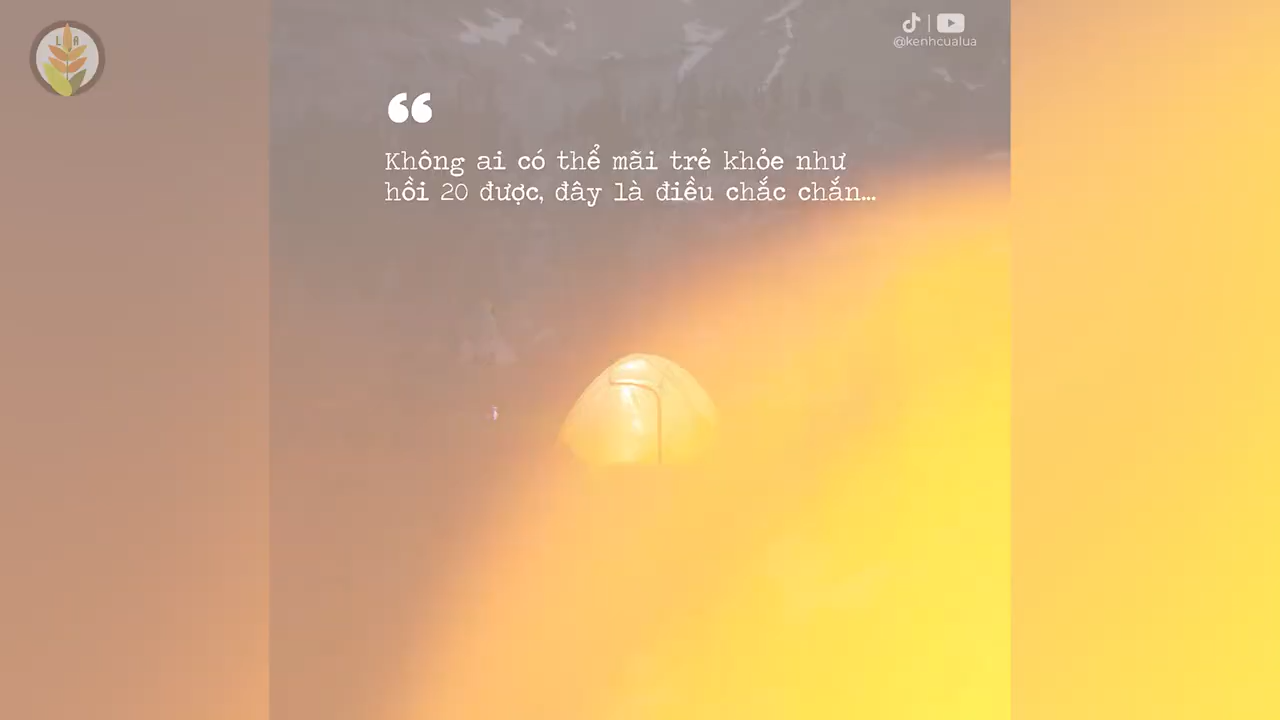 L A
@kenhcualua
“
Không ai có thể mãi trẻ khỏe như
hồi 20 được, đây là điều chắc chắn...